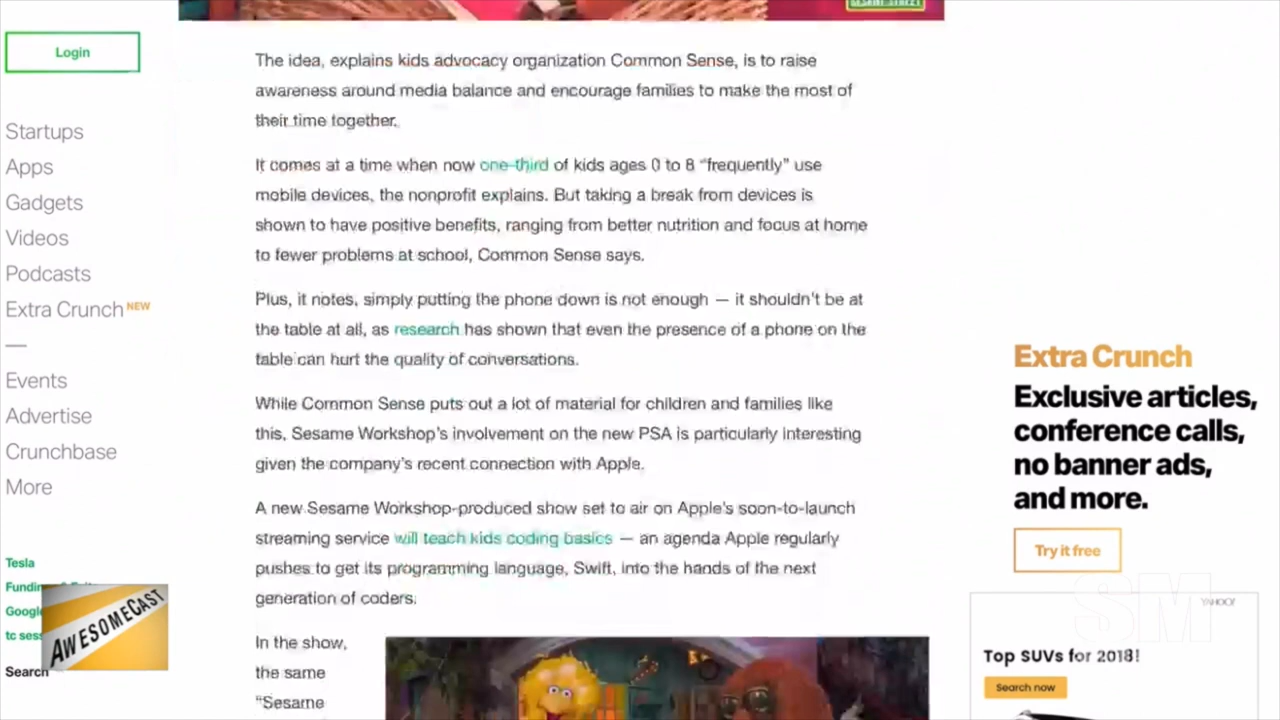 SESAME STREET
Login
Startups
Apps
Gadgets
Videos
Podcasts
Extra Crunch NEW
—
Events
Advertise
Crunchbase
More
Tesla
Google
tc sess
Search
AWESOMECAST
The idea, explains kids advocacy organization Common Sense, is to raise
awareness around media balance and encourage families to make the most of
their time together.
It comes at a time when now one-third of kids ages 0 to 8 “frequently” use
mobile devices, the nonprofit explains. But taking a break from devices is
shown to have positive benefits, ranging from better nutrition and focus at home
to fewer problems at school, Common Sense says.
Plus, it notes, simply putting the phone down is not enough — it shouldn’t be at
the table at all, as research has shown that even the presence of a phone on the
table can hurt the quality of conversations.
While Common Sense puts out a lot of material for children and families like
this, Sesame Workshop’s involvement on the new PSA is particularly interesting
given the company’s recent connection with Apple.
A new Sesame Workshop-produced show set to air on Apple’s soon-to-launch
streaming service will teach kids coding basics — an agenda Apple regularly
pushes to get its programming language, Swift, into the hands of the next
generation of coders.
In the show,
the same
“Sesame
Extra Crunch
Exclusive articles,
conference calls,
no banner ads,
and more.
Try it free
SM
YAHOO!
Top SUVs for 2018!
Search now